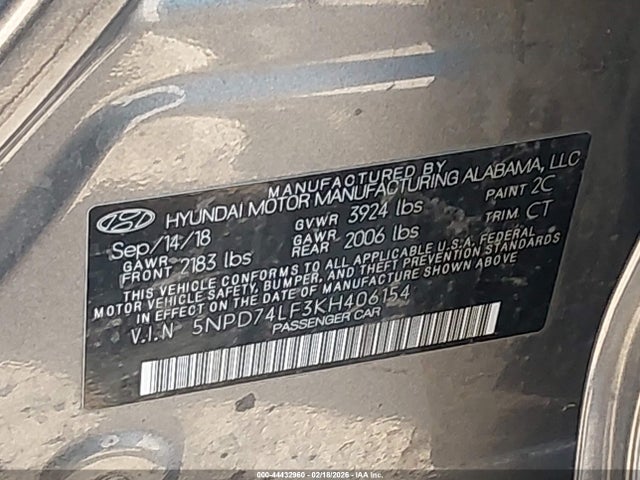 MANUFACTURED BY
HYUNDAI MOTOR MANUFACTURING ALABAMA, LLC
Sep/14/18 GVWR 3924 lbs PAINT 2C
GAWR FRONT 2183 lbs GAWR REAR 2006 lbs TRIM CT
THIS VEHICLE CONFORMS TO ALL APPLICABLE U.S.A. FEDERAL
MOTOR VEHICLE SAFETY, BUMPER, AND THEFT PREVENTION STANDARDS
IN EFFECT ON THE DATE OF MANUFACTURE SHOWN ABOVE
V.I.N 5NPD74LF3KH406154
PASSENGER CAR
000-44432960 - 02/18/2026 - IAA Inc.